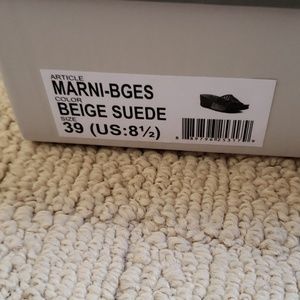 ARTICLE
MARNI-BGES
COLOR
BEIGE SUEDE
SIZE
39 (US:8½)